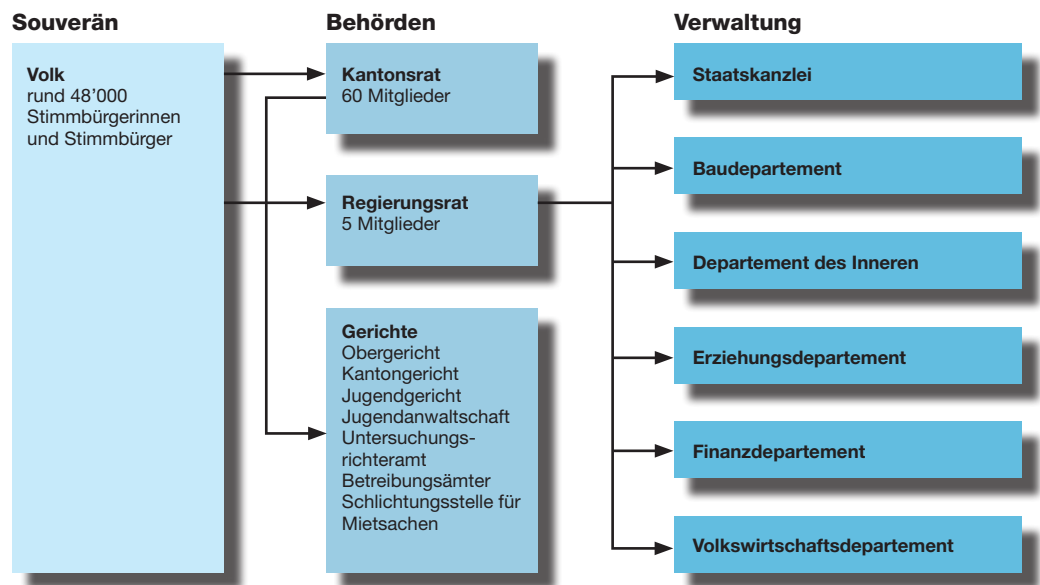 Souverän
Volk
rund 48’000
Stimmbürgerinnen
und Stimmbürger
Behörden
Kantonsrat
60 Mitglieder
Regierungsrat
5 Mitglieder
Gerichte
Obergericht
Kantongericht
Jugendgericht
Jugendanwaltschaft
Untersuchungs-
richteramt
Betreibungsämter
Schlichtungsstelle für
Mietsachen
Verwaltung
Staatskanzlei
Baudepartement
Departement des Inneren
Erziehungsdepartement
Finanzdepartement
Volkswirtschaftsdepartement